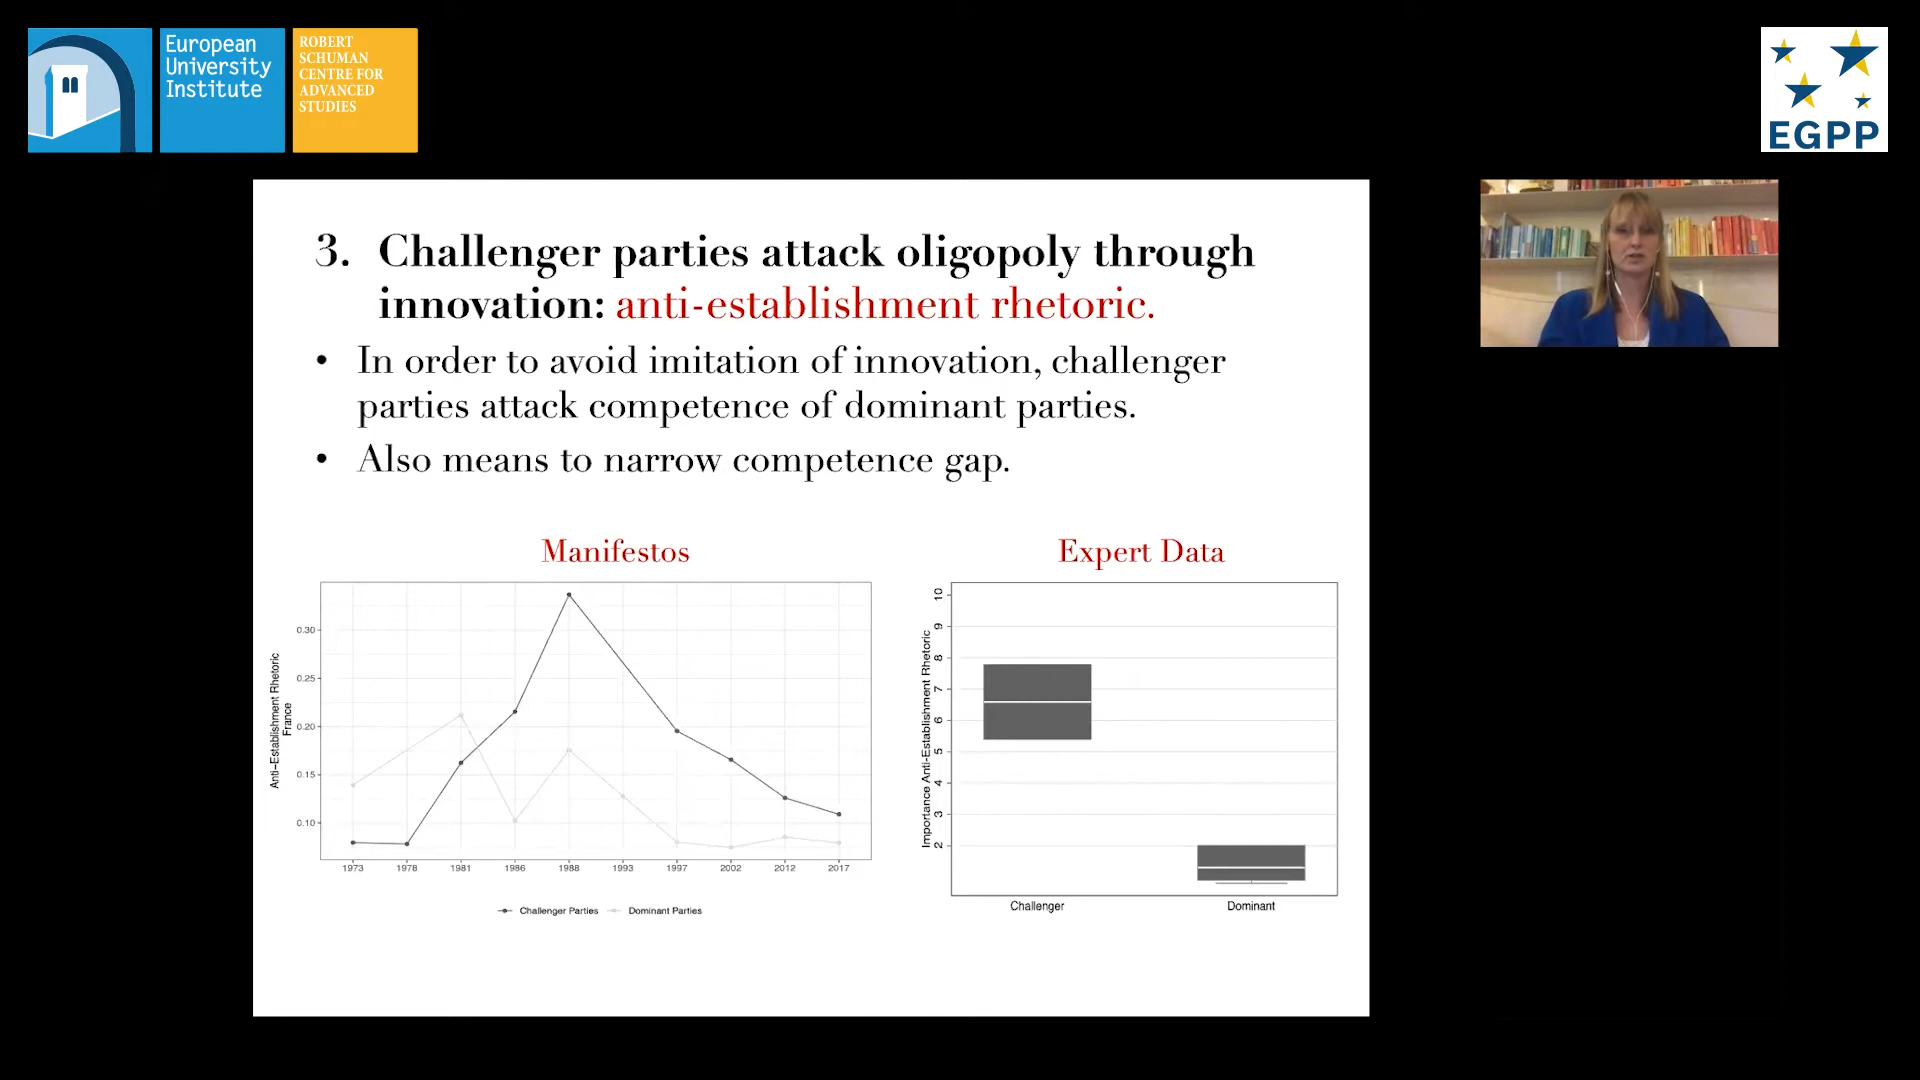 European
University
Institute
ROBERT
SCHUMAN
CENTRE FOR
ADVANCED
STUDIES
EGPP
3. Challenger parties attack oligopoly through
innovation: anti-establishment rhetoric.
• In order to avoid imitation of innovation, challenger
parties attack competence of dominant parties.
• Also means to narrow competence gap.
Manifestos
Anti-Establishment Rhetoric
France
0.30
0.25
0.20
0.15
0.10
1973 1978 1981 1986 1988 1993 1997 2002 2012 2017
Challenger Parties Dominant Parties
Expert Data
Importance Anti-Establishment Rhetoric
10
9
8
7
6
5
4
3
2
Challenger Dominant